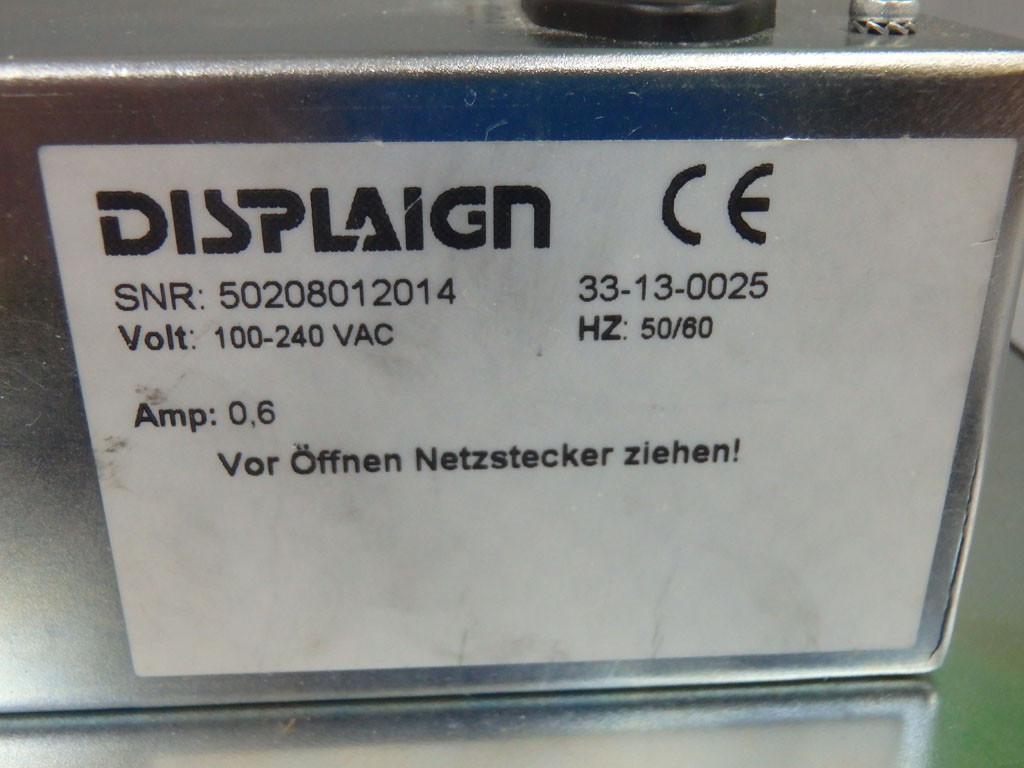 DISPLAIGN CE
SNR: 50208012014 33-13-0025
Volt: 100-240 VAC HZ: 50/60
Amp: 0,6
Vor Öffnen Netzstecker ziehen!